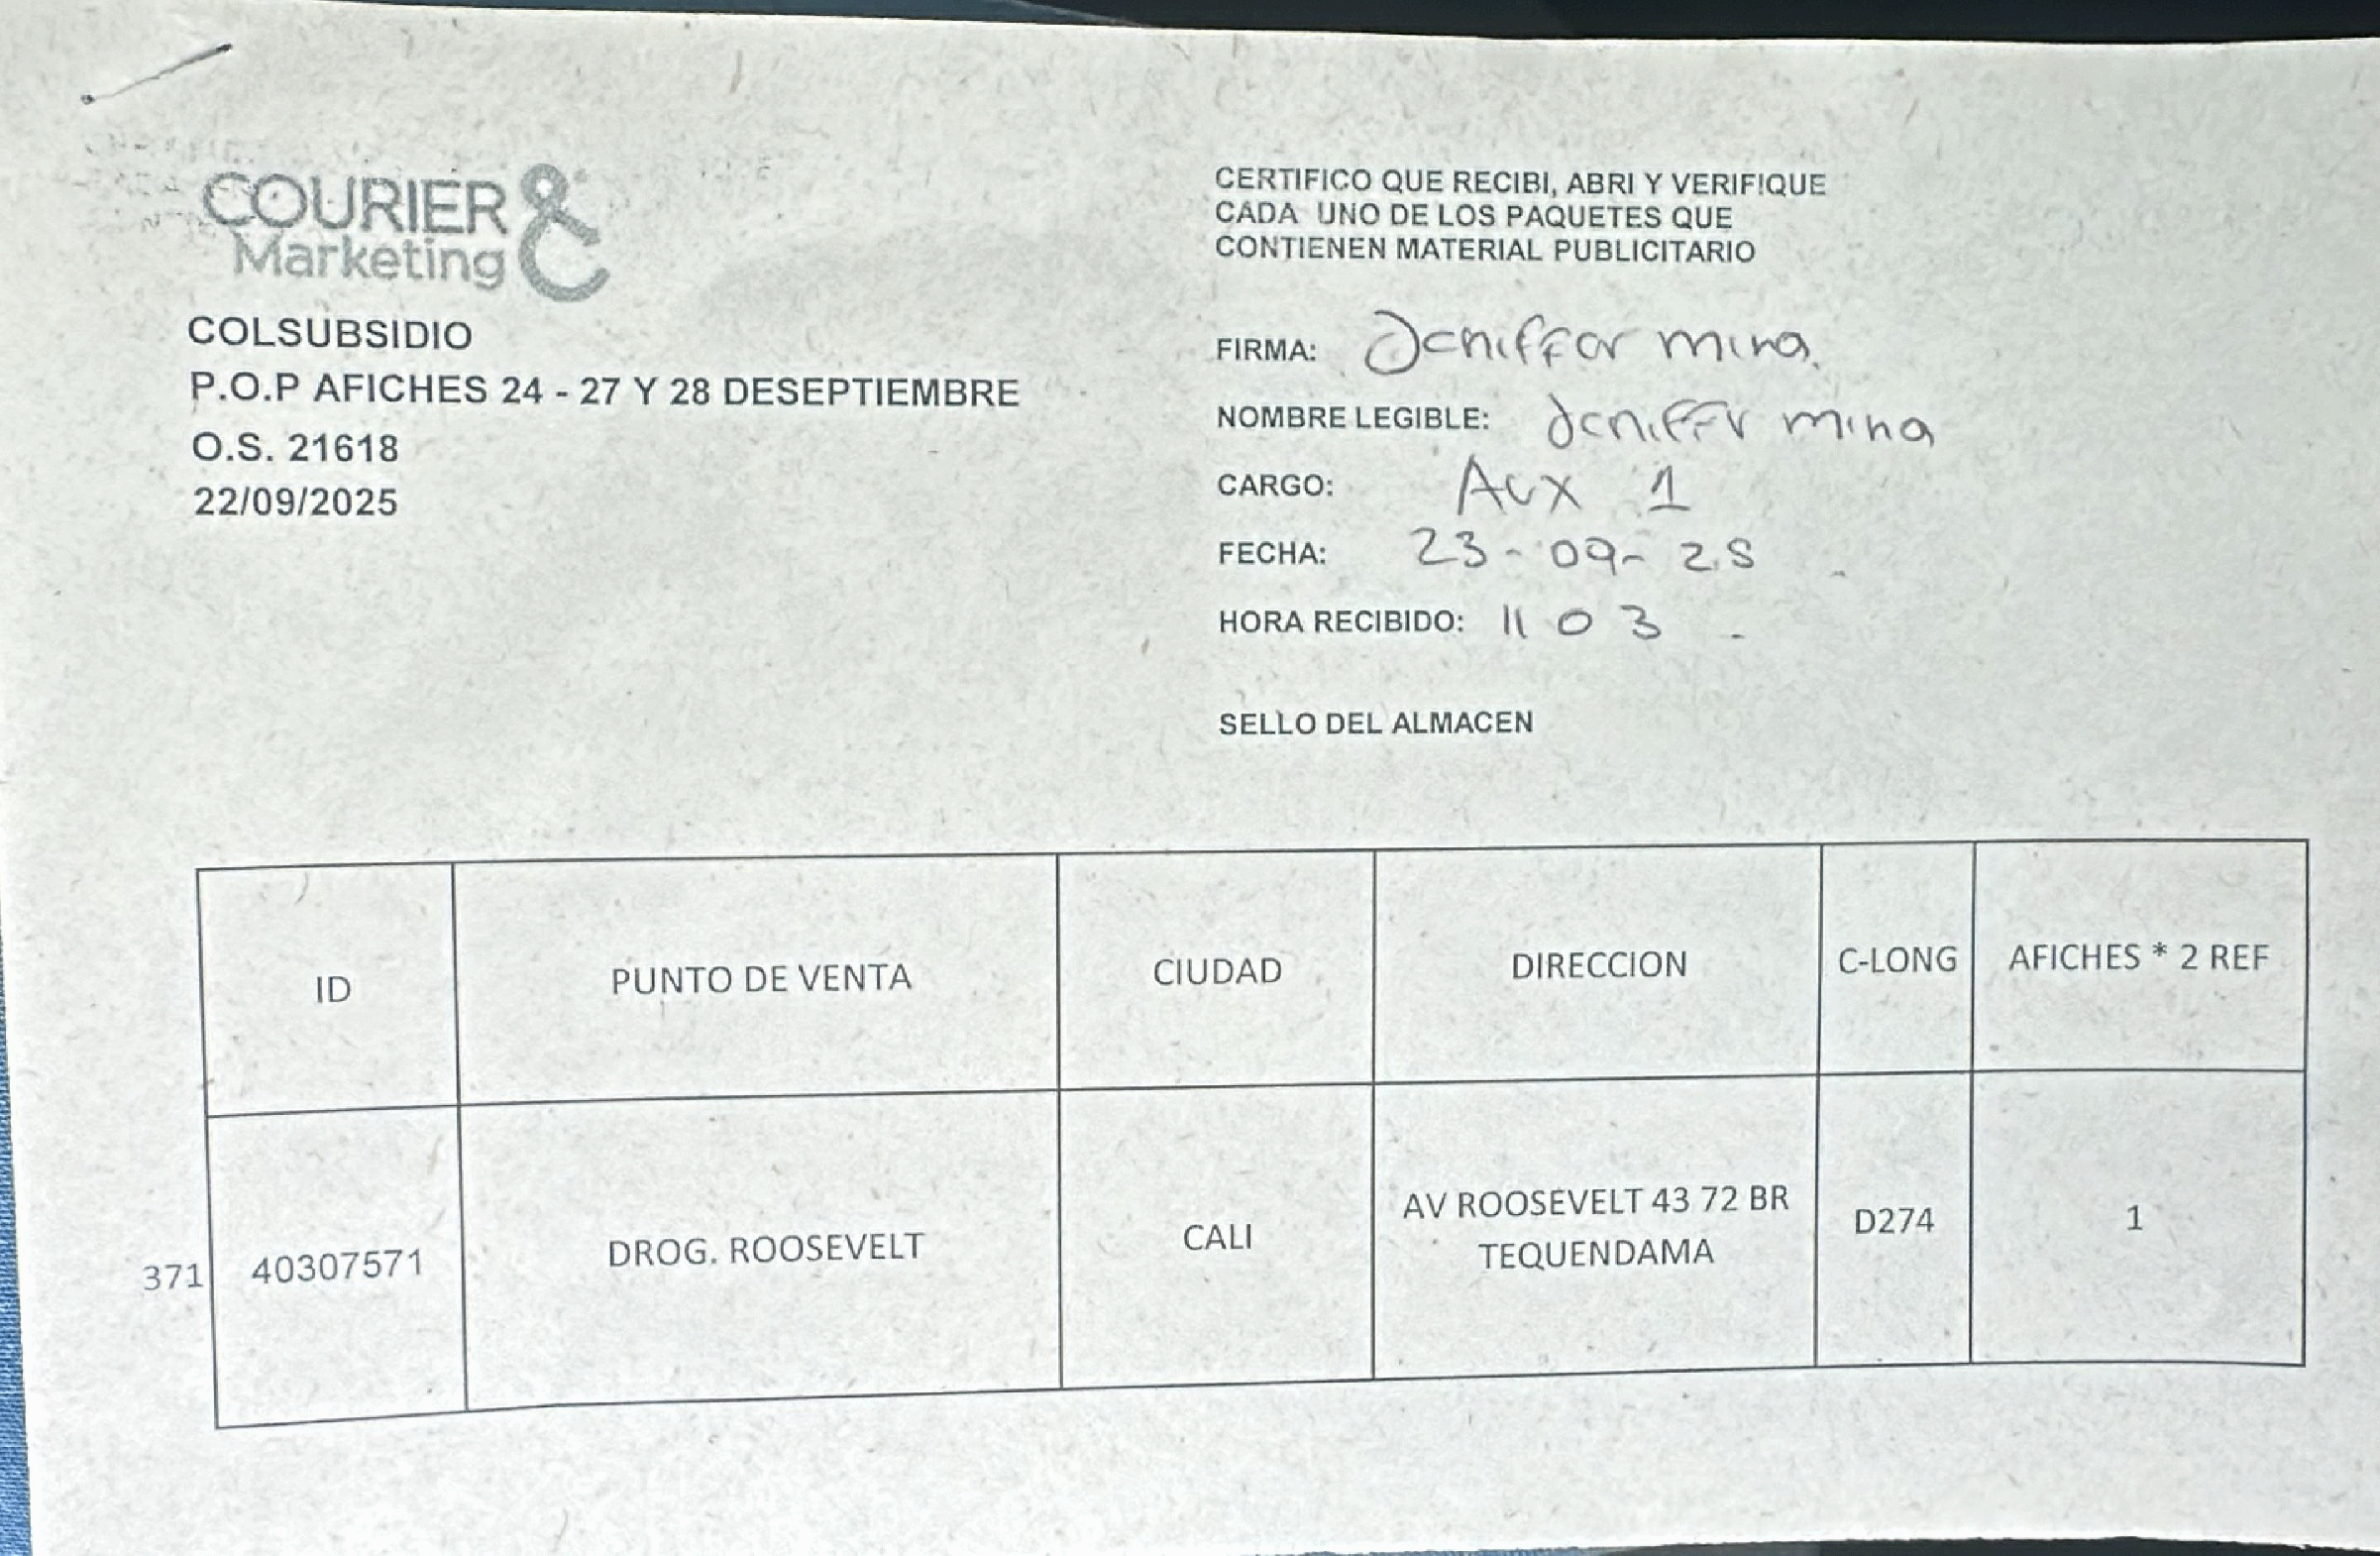 COURIER &
Marketing
COLSUBSIDIO
P.O.P AFICHES 24 - 27 Y 28 DESEPTIEMBRE
O.S. 21618
22/09/2025
CERTIFICO QUE RECIBI, ABRI Y VERIFIQUE
CADA UNO DE LOS PAQUETES QUE
CONTIENEN MATERIAL PUBLICITARIO
FIRMA: Jeniffer mina
NOMBRE LEGIBLE: Jeniffr mina
CARGO: Aux 1
FECHA: 23-09-25
HORA RECIBIDO: 11 03
SELLO DEL ALMACEN
ID PUNTO DE VENTA CIUDAD DIRECCION C-LONG AFICHES * 2 REF
371 40307571 DROG. ROOSEVELT CALI AV ROOSEVELT 43 72 BR D274 1
TEQUENDAMA